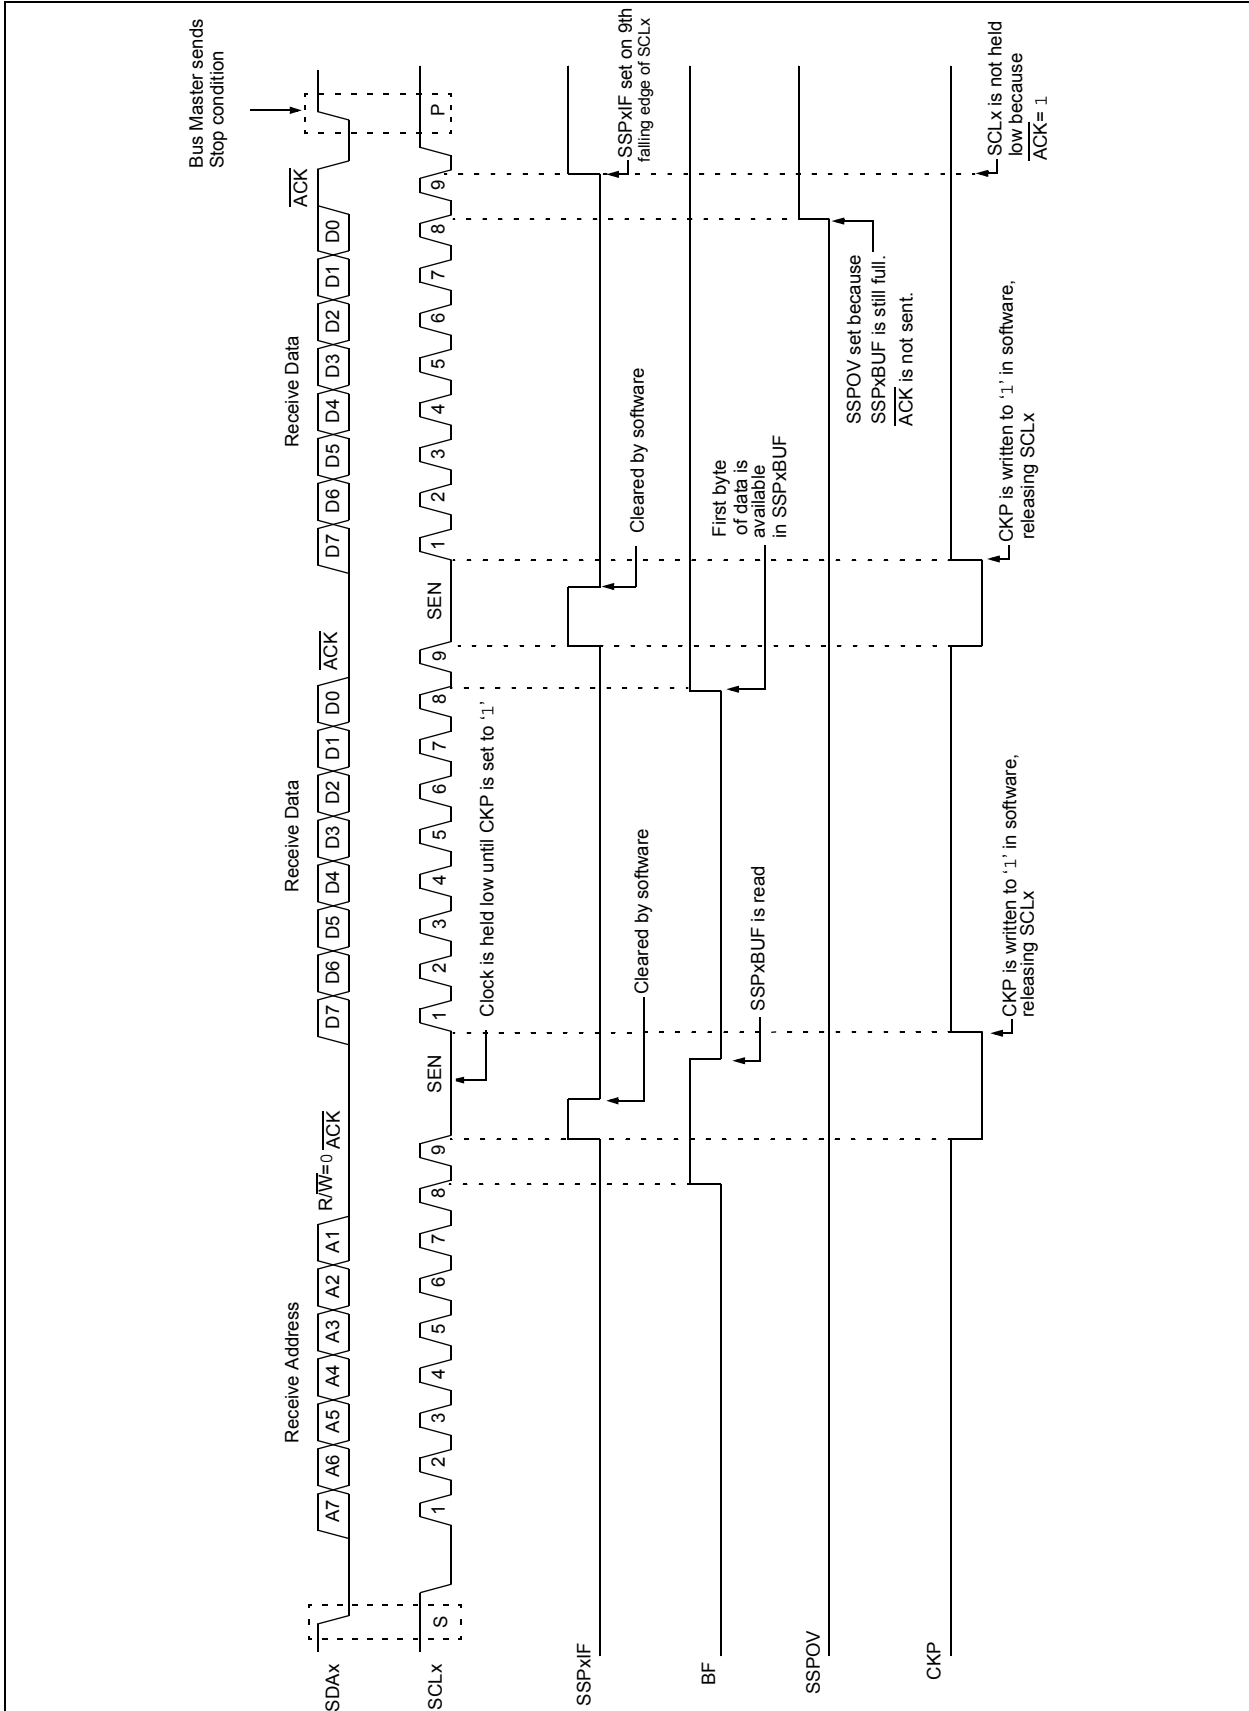 Bus Master sends
Stop condition
Receive Address
Receive Data
Receive Data
R/W=0
ACK
ACK
ACK
SDAx
A7 A6 A5 A4 A3 A2 A1
D7 D6 D5 D4 D3 D2 D1 D0
D7 D6 D5 D4 D3 D2 D1 D0
SCLx
S
1 2 3 4 5 6 7 8 9
SEN
1 2 3 4 5 6 7 8 9
SEN
1 2 3 4 5 6 7 8 9
P
Clock is held low until CKP is set to ‘1’
SSPxIF
Cleared by software
Cleared by software
SSPxIF set on 9th
falling edge of SCLx
BF
SSPxBUF is read
First byte
of data is
available
in SSPxBUF
SSPOV
SSPOV set because
SSPxBUF is still full.
ACK is not sent.
CKP
CKP is written to ‘1’ in software,
releasing SCLx
CKP is written to ‘1’ in software,
releasing SCLx
SCLx is not held
low because
ACK= 1